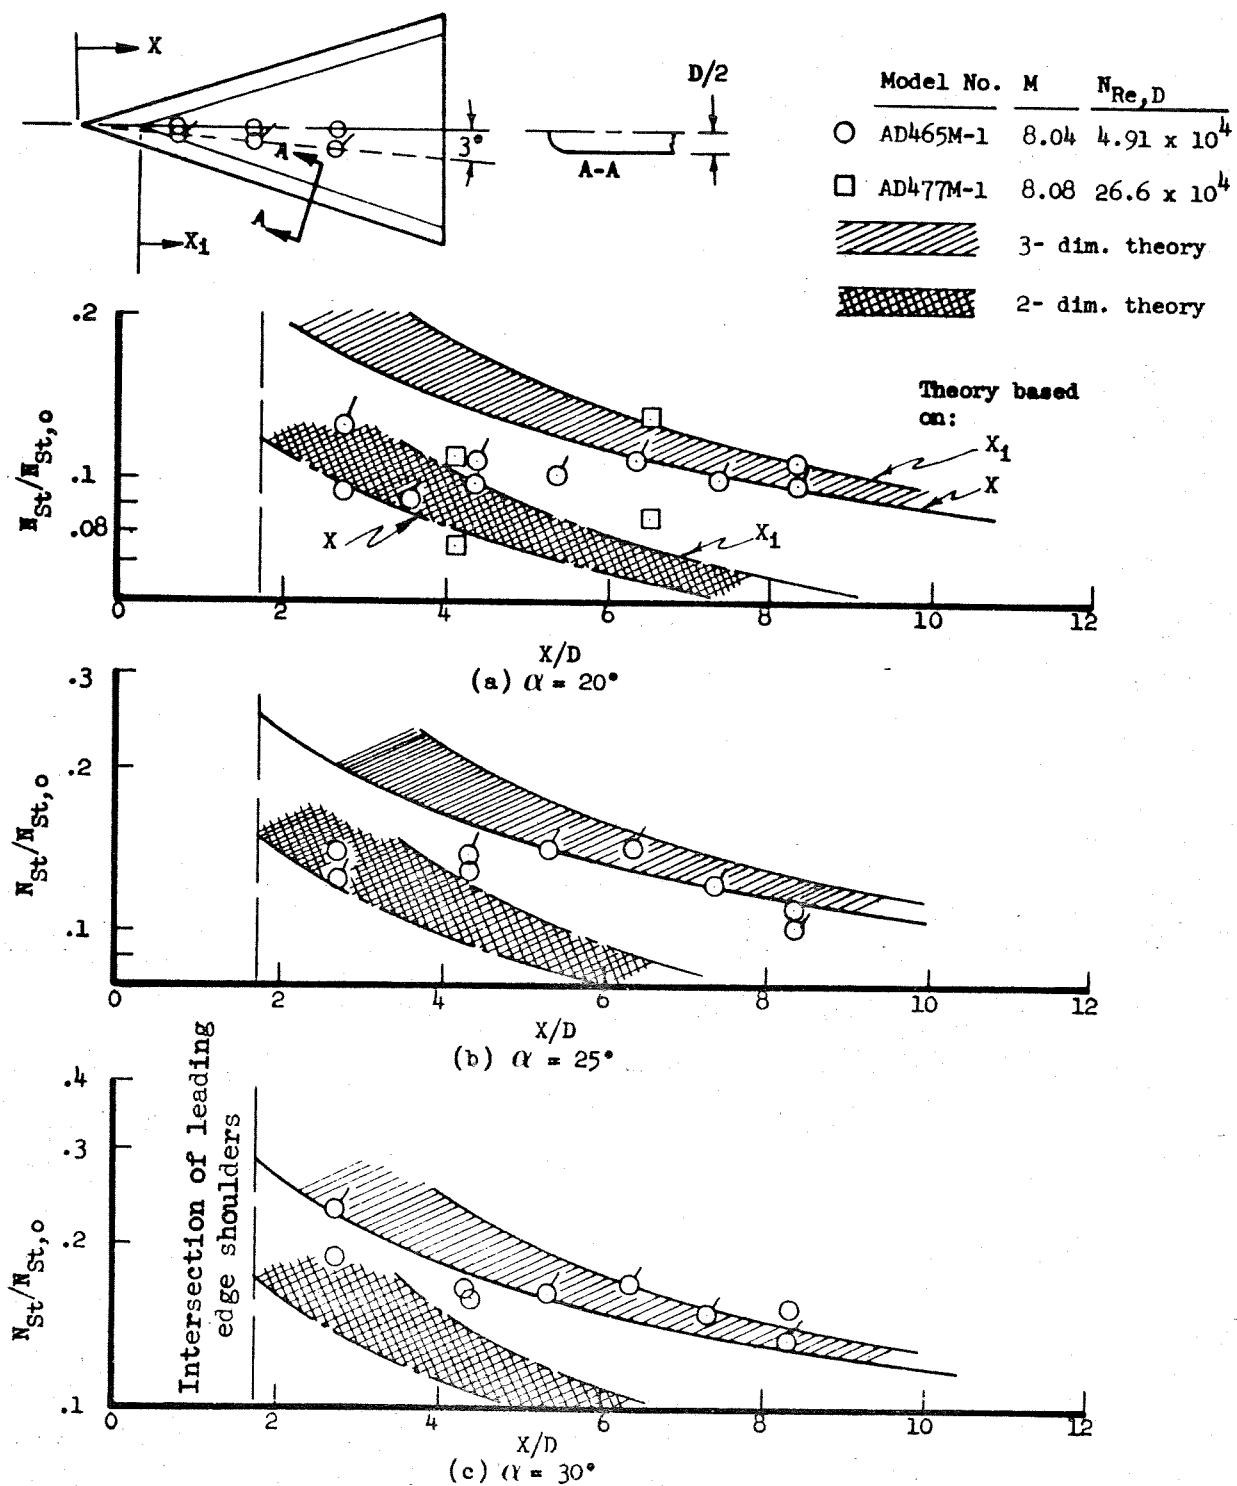 X
X₁
3°
A
A
A-A
D/2
Model No. M N_Re,D
AD465M-1 8.04 4.91 x 10⁴
AD477M-1 8.08 26.6 x 10⁴
3- dim. theory
2- dim. theory
Theory based
on:
X₁
X
X
X₁
N_St/N_St,o
.2
.1
.08
0 2 4 6 8 10 12
X/D
(a) α = 20°
N_St/N_St,o
.3
.2
.1
0 2 4 6 8 10 12
X/D
(b) α = 25°
Intersection of leading
edge shoulders
N_St/N_St,o
.4
.3
.2
.1
0 2 4 6 8 10 12
X/D
(c) α = 30°